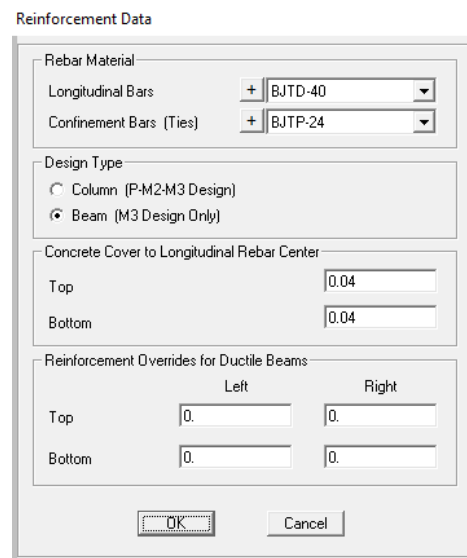 Reinforcement Data
Rebar Material
Longitudinal Bars + BJTD-40
Confinement Bars (Ties) + BJTP-24
Design Type
Column (P-M2-M3 Design)
Beam (M3 Design Only)
Concrete Cover to Longitudinal Rebar Center
Top 0.04
Bottom 0.04
Reinforcement Overrides for Ductile Beams
Left Right
Top 0. 0.
Bottom 0. 0.
OK Cancel